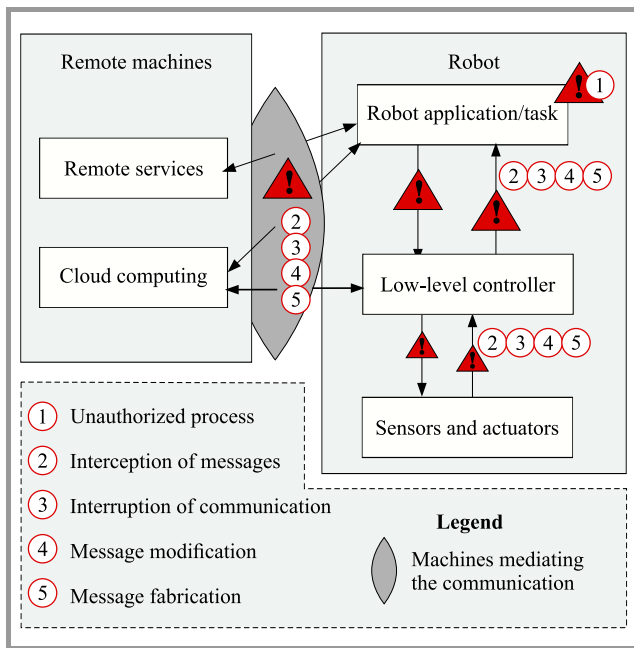 Remote machines
Robot
! 1
Robot application/task
Remote services
!
2 3 4 5
!
!
2
3
4
5
Cloud computing
Low-level controller
!
!
2 3 4 5
Sensors and actuators
1 Unauthorized process
2 Interception of messages
3 Interruption of communication
4 Message modification
5 Message fabrication
Legend
Machines mediating
the communication